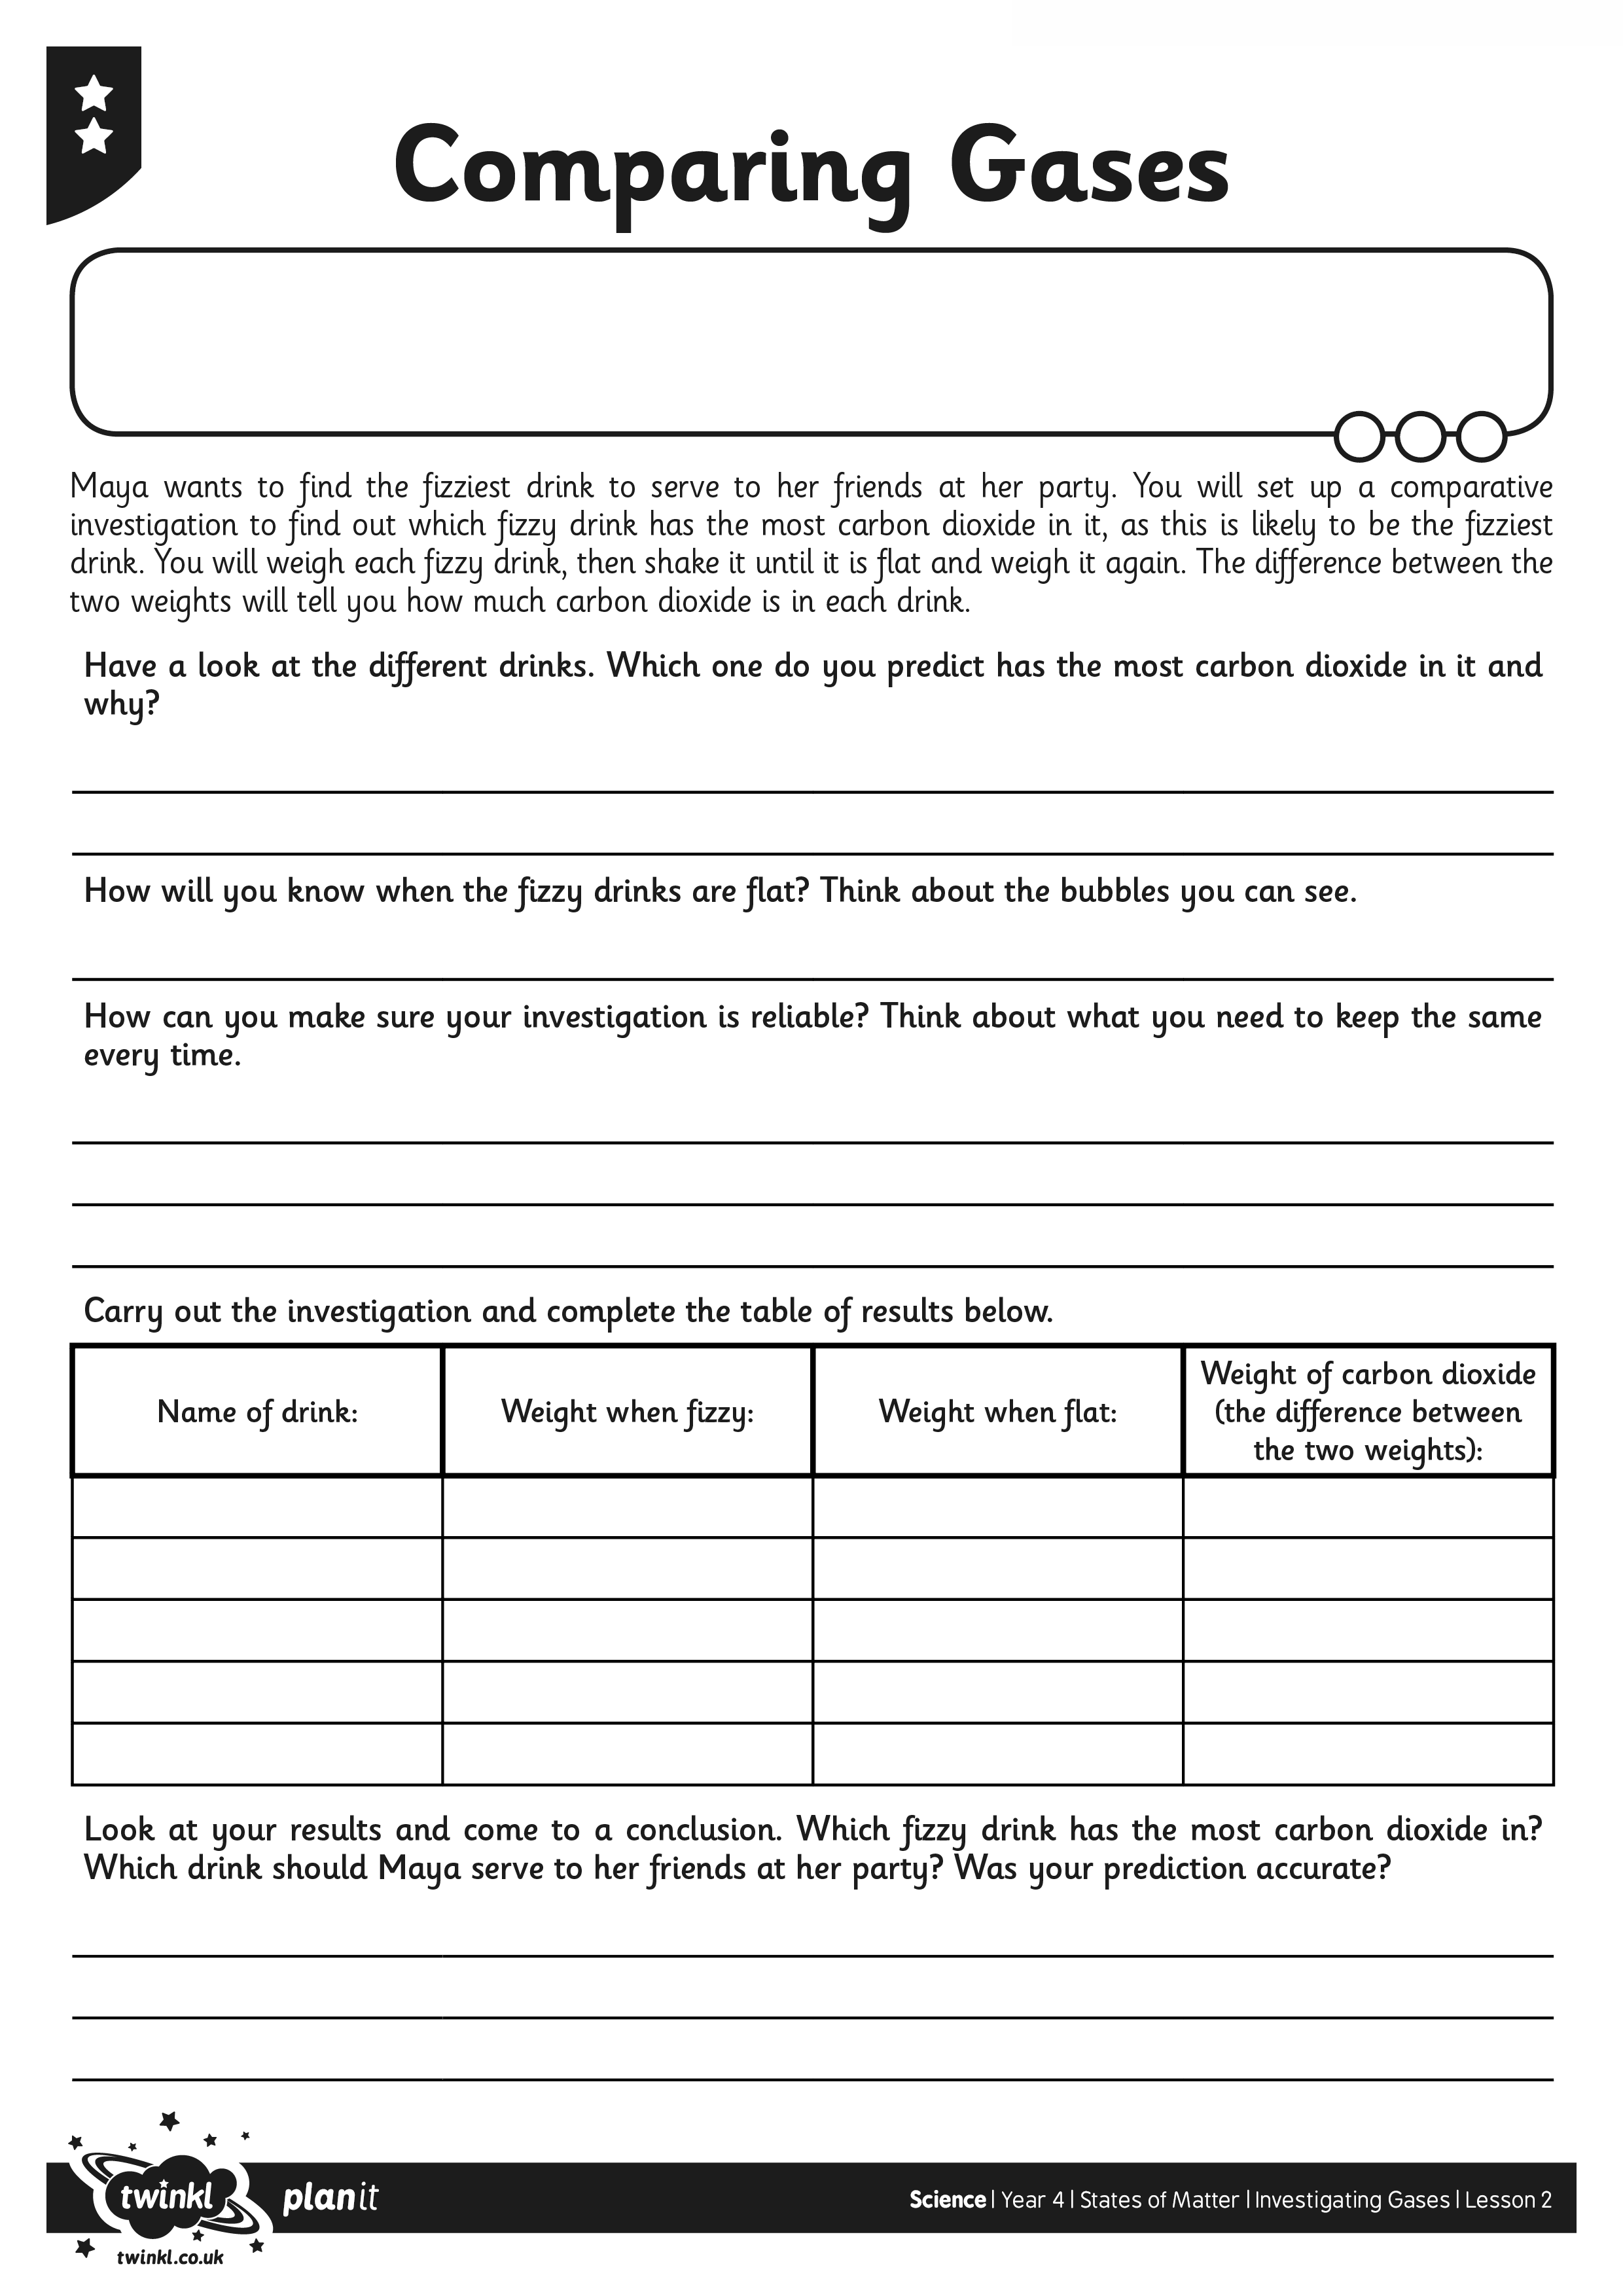 Comparing Gases
Maya wants to find the fizziest drink to serve to her friends at her party. You will set up a comparative
investigation to find out which fizzy drink has the most carbon dioxide in it, as this is likely to be the fizziest
drink. You will weigh each fizzy drink, then shake it until it is flat and weigh it again. The difference between the
two weights will tell you how much carbon dioxide is in each drink.
Have a look at the different drinks. Which one do you predict has the most carbon dioxide in it and
why?
How will you know when the fizzy drinks are flat? Think about the bubbles you can see.
How can you make sure your investigation is reliable? Think about what you need to keep the same
every time.
Carry out the investigation and complete the table of results below.
Name of drink:
Weight when fizzy:
Weight when flat:
Weight of carbon dioxide
(the difference between
the two weights):
Look at your results and come to a conclusion. Which fizzy drink has the most carbon dioxide in?
Which drink should Maya serve to her friends at her party? Was your prediction accurate?
twinkl
planit
Science | Year 4 | States of Matter | Investigating Gases | Lesson 2
twinkl.co.uk